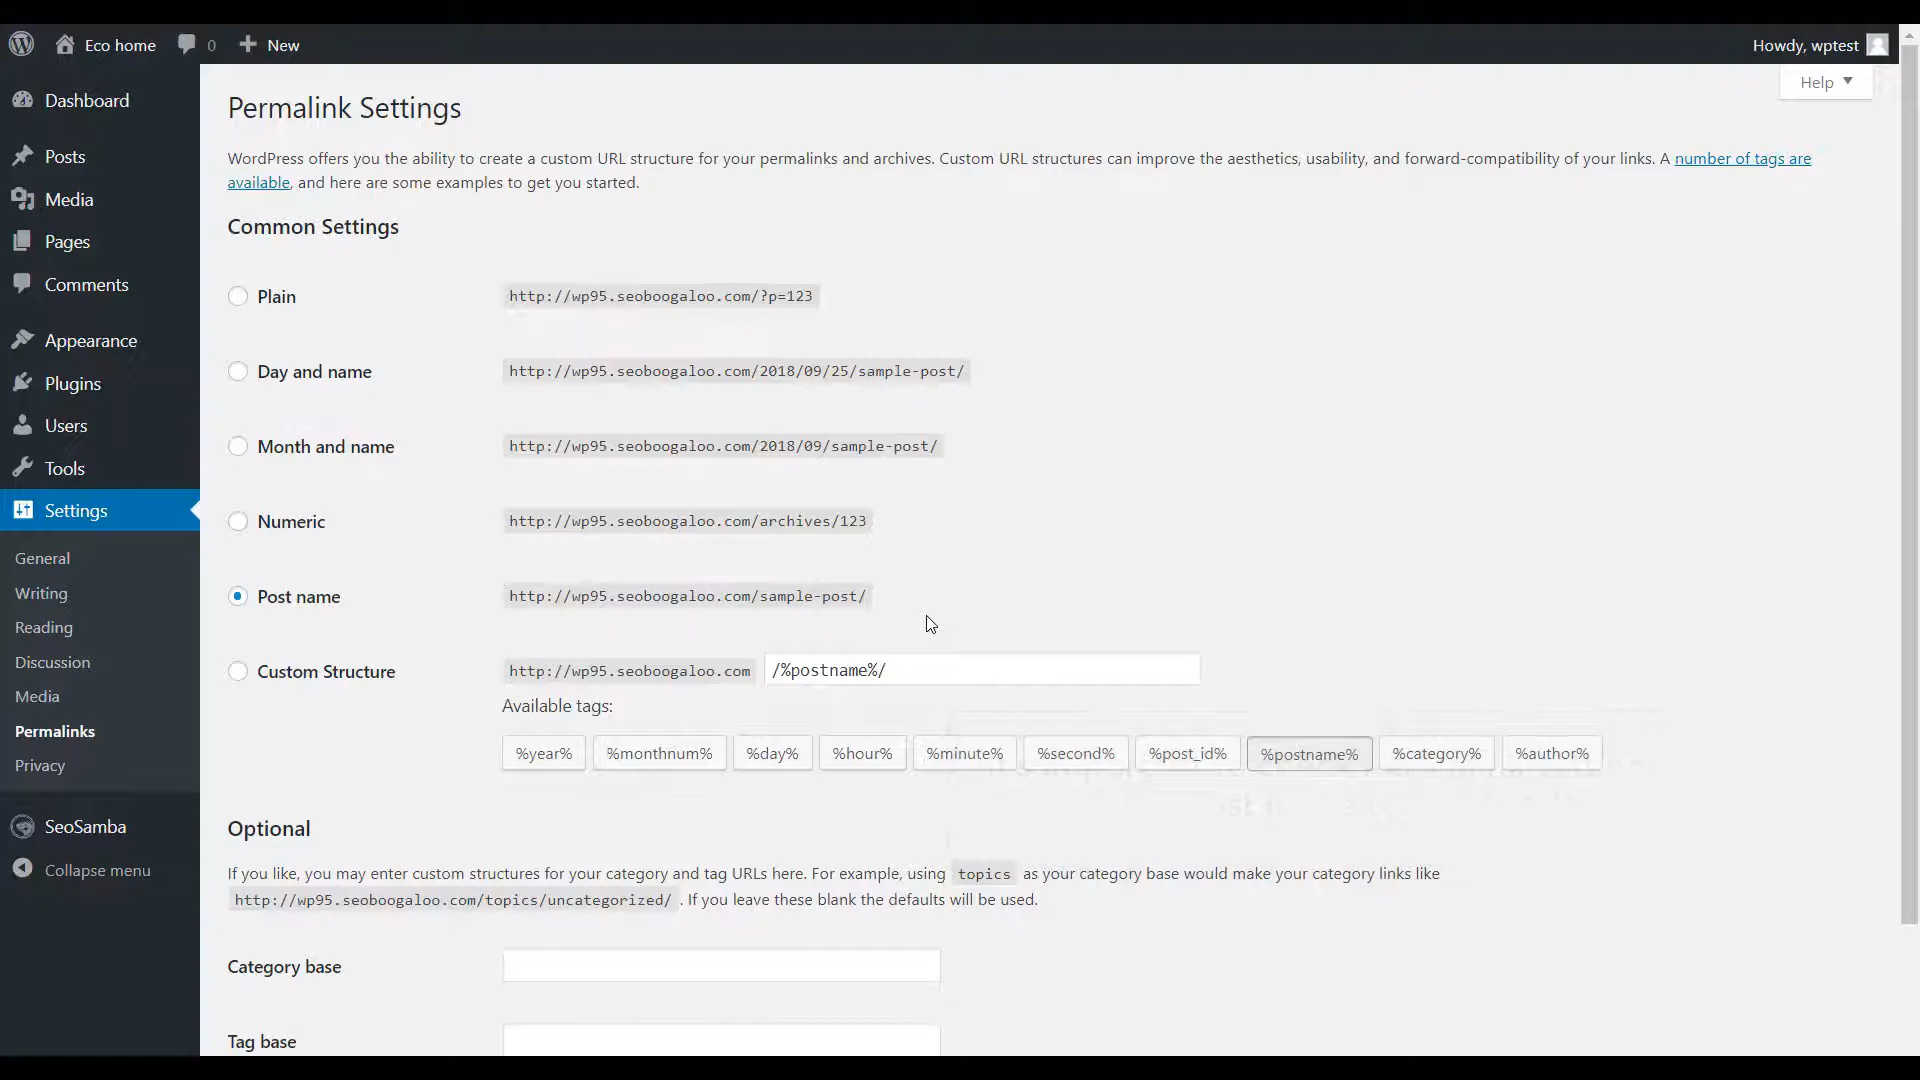 Eco home
0
New
Howdy, wptest
Help
Dashboard
Posts
Media
Pages
Comments
Appearance
Plugins
Users
Tools
Settings
General
Writing
Reading
Discussion
Media
Permalinks
Privacy
SeoSamba
Collapse menu
Permalink Settings
WordPress offers you the ability to create a custom URL structure for your permalinks and archives. Custom URL structures can improve the aesthetics, usability, and forward-compatibility of your links. A number of tags are
available, and here are some examples to get you started.
Common Settings
Plain http://wp95.seoboogaloo.com/?p=123
Day and name http://wp95.seoboogaloo.com/2018/09/25/sample-post/
Month and name http://wp95.seoboogaloo.com/2018/09/sample-post/
Numeric http://wp95.seoboogaloo.com/archives/123
Post name http://wp95.seoboogaloo.com/sample-post/
Custom Structure http://wp95.seoboogaloo.com /%postname%/
Available tags:
%year% %monthnum% %day% %hour% %minute% %second% %post_id% %postname% %category% %author%
Optional
If you like, you may enter custom structures for your category and tag URLs here. For example, using topics as your category base would make your category links like
http://wp95.seoboogaloo.com/topics/uncategorized/ . If you leave these blank the defaults will be used.
Category base
Tag base